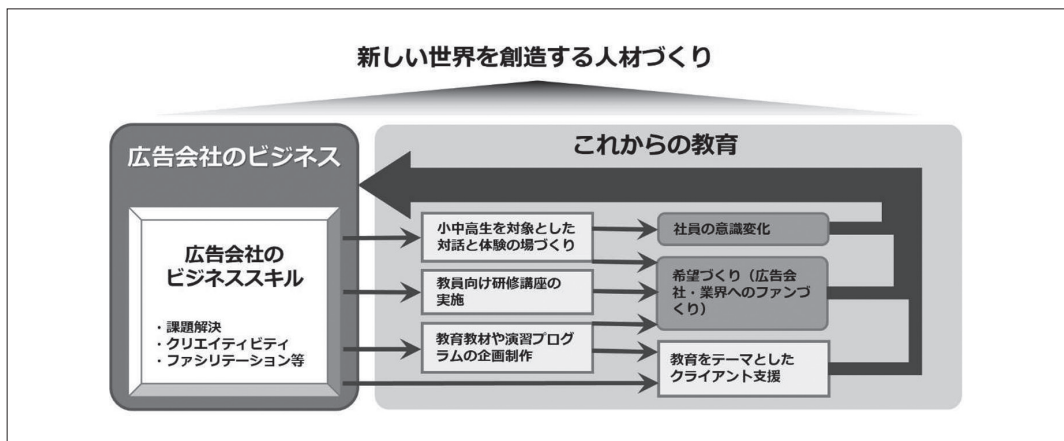 新しい世界を創造する人材づくり
広告会社のビジネス
これからの教育
広告会社の
ビジネススキル
・課題解決
・クリエイティビティ
・ファシリテーション等
小中高生を対象とした
対話と体験の場づくり
教員向け研修講座の
実施
教育教材や演習プログ
ラムの企画制作
社員の意識変化
希望づくり（広告会
社・業界へのファンづ
くり）
教育をテーマとした
クライアント支援